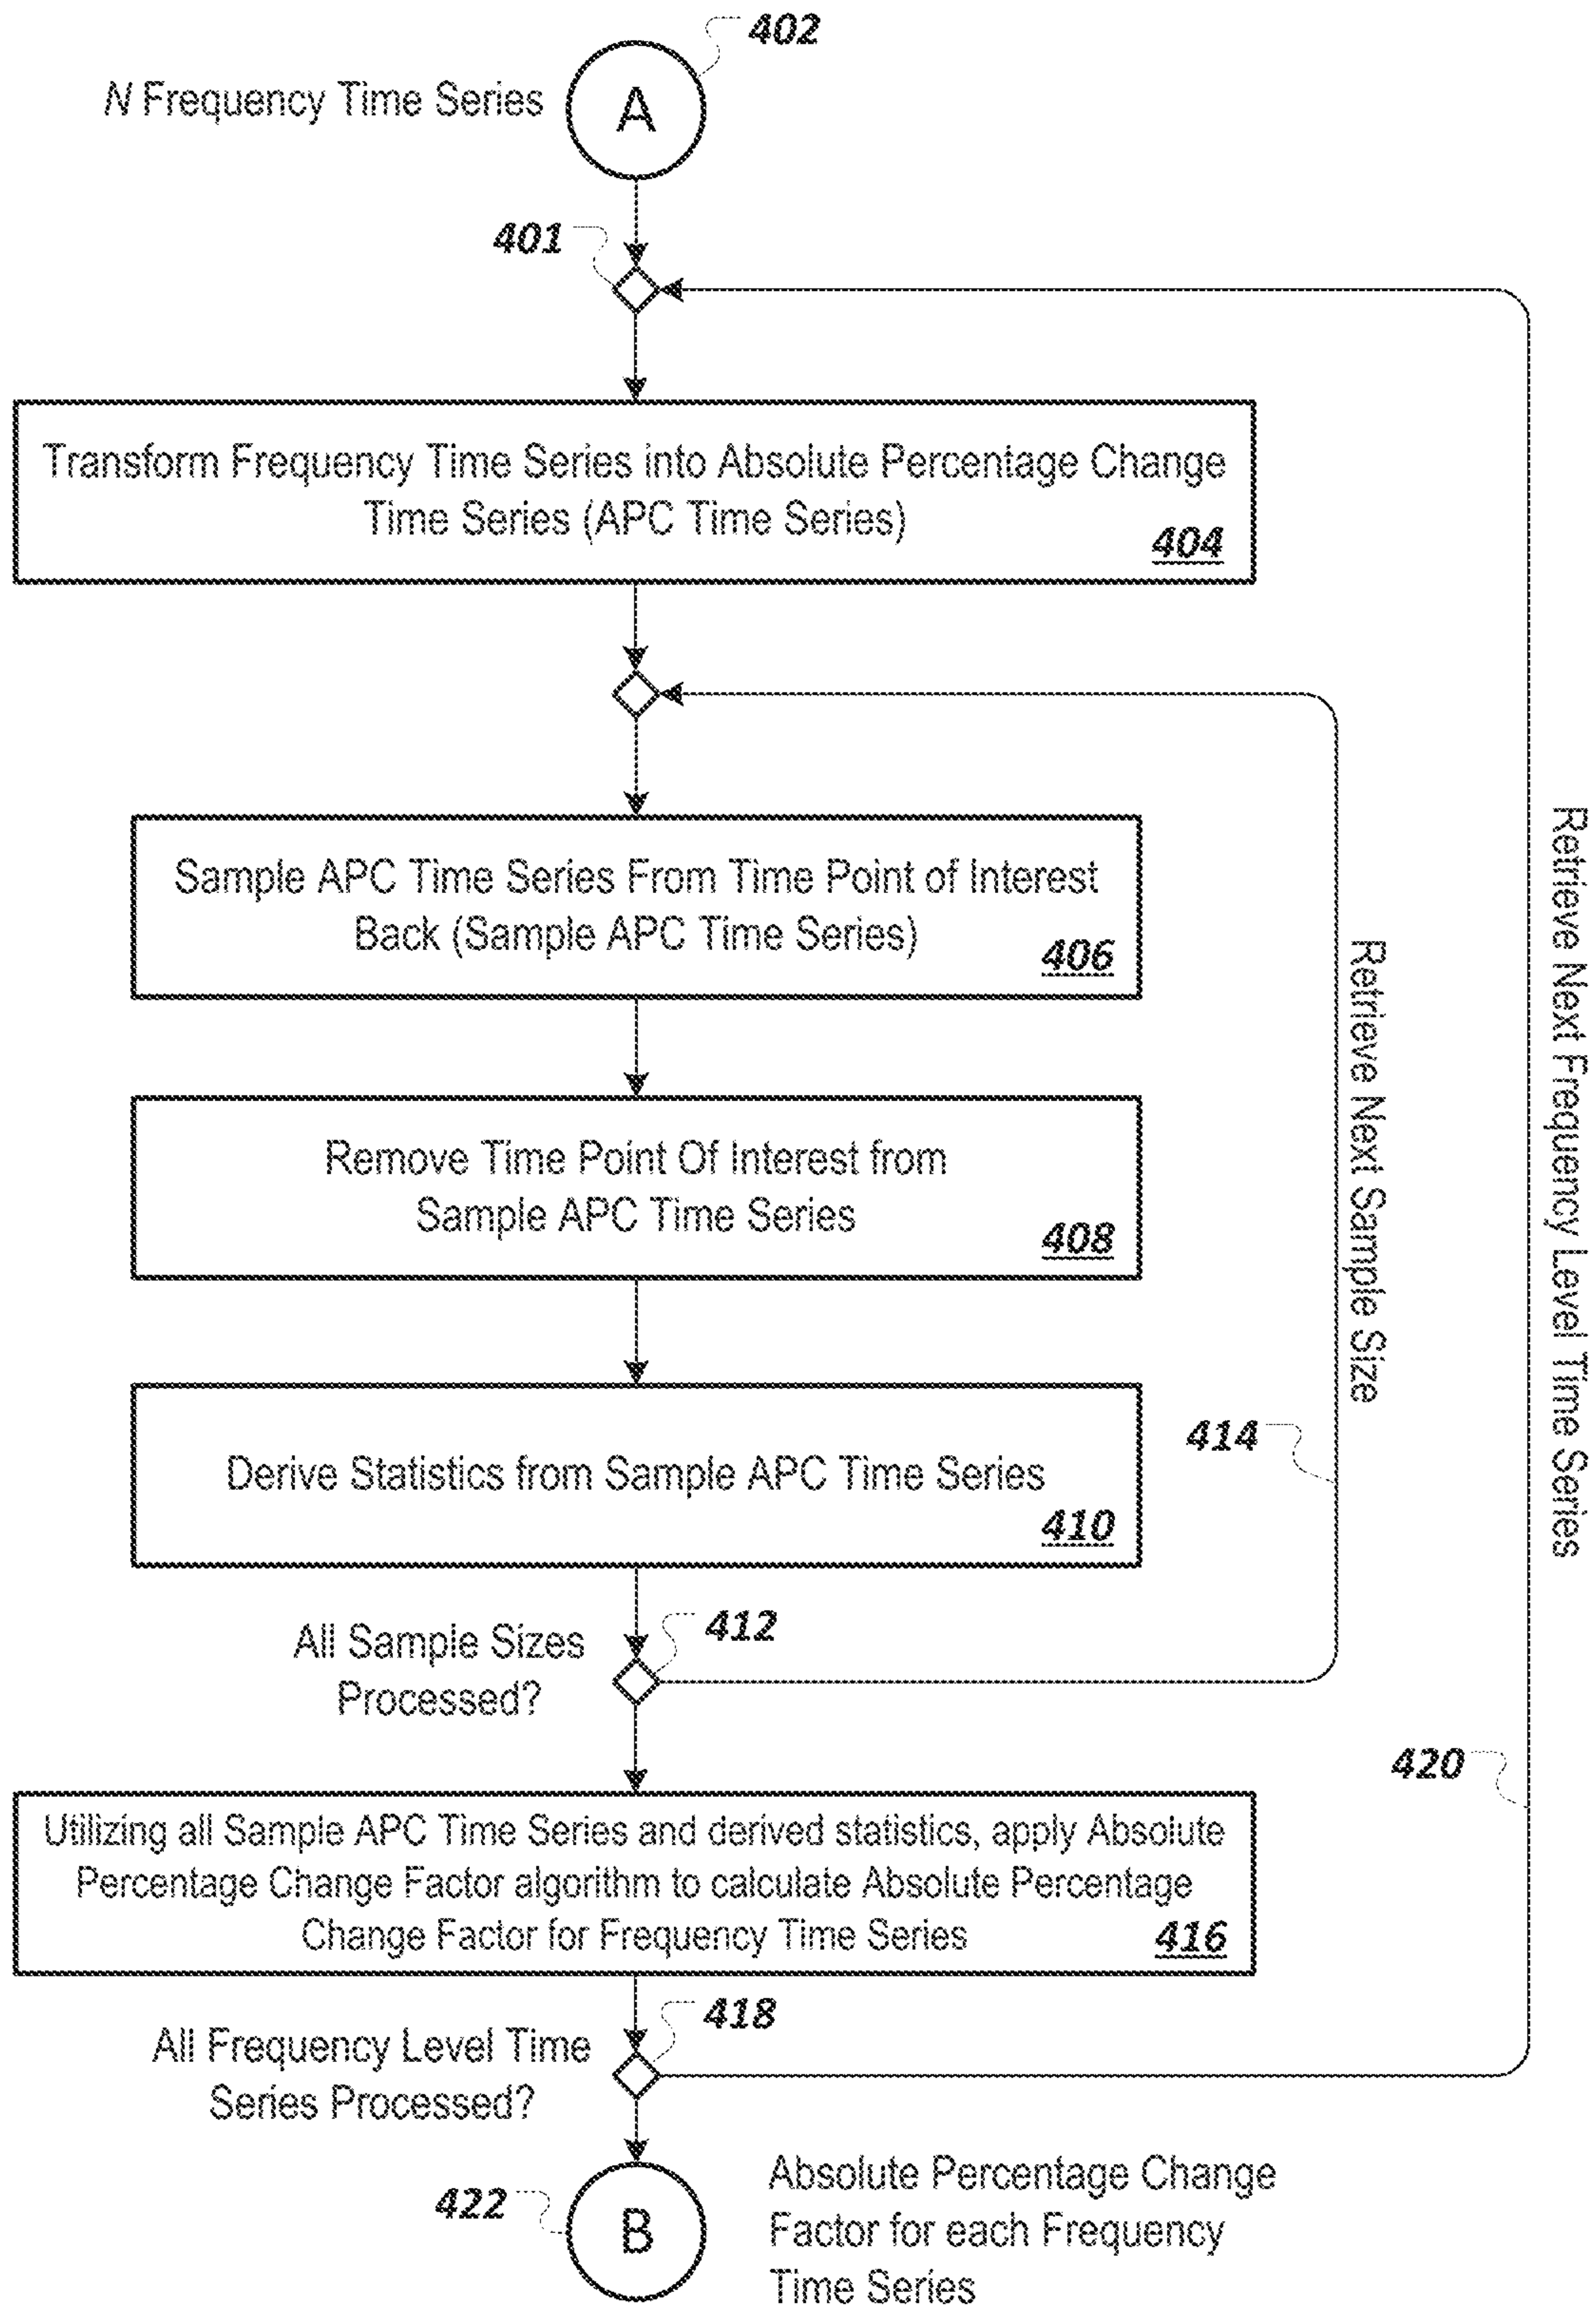 402
N Frequency Time Series
A
401
Transform Frequency Time Series into Absolute Percentage Change
Time Series (APC Time Series)
404
Sample APC Time Series From Time Point of Interest
Back (Sample APC Time Series)
406
Remove Time Point Of Interest from
Sample APC Time Series
408
Derive Statistics from Sample APC Time Series
410
414
Retrieve Next Sample Size
Retrieve Next Frequency Level Time Series
All Sample Sizes
Processed?
412
420
Utilizing all Sample APC Time Series and derived statistics, apply Absolute
Percentage Change Factor algorithm to calculate Absolute Percentage
Change Factor for Frequency Time Series
416
418
All Frequency Level Time
Series Processed?
422
B
Absolute Percentage Change
Factor for each Frequency
Time Series